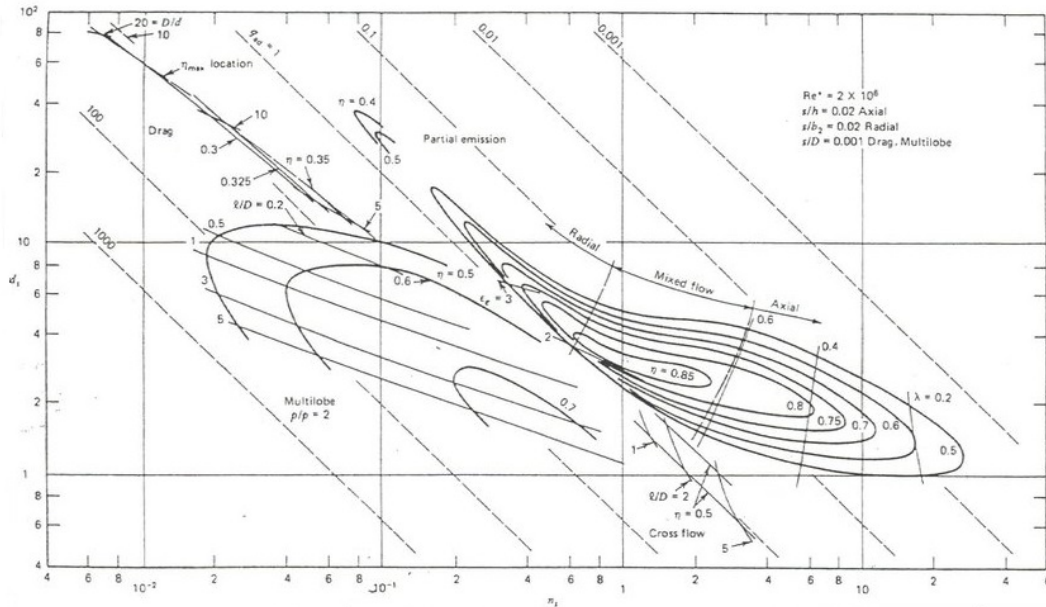 10²
8
6
4
2
10
8
6
4
2
1
8
6
4
dₛ
20 = D/d
10
ηmax location
Drag
100
0.3
0.325
10
η = 0.35
ℓ/D = 0.2
5
1000
0.5
1
3
5
0.6
η = 0.5
0.7
Multilobe
p/p = 2
0.1
0.01
0.001
η = 0.4
0.5
Partial emission
Re* = 2 X 10⁶
s/h = 0.02 Axial
s/b₂ = 0.02 Radial
s/D = 0.001 Drag, Multilobe
Radial
Mixed flow
Axial
= 3
2
0.6
0.4
λ = 0.2
η = 0.85
0.8
0.75
0.7
0.6
0.5
1
ℓ/D = 2
η = 0.5
Cross flow
5
4 6 8 10⁻² 2 4 6 8 10⁻¹ 2 4 6 8 1 2 4 6 8 10 2 4 6
nₛ